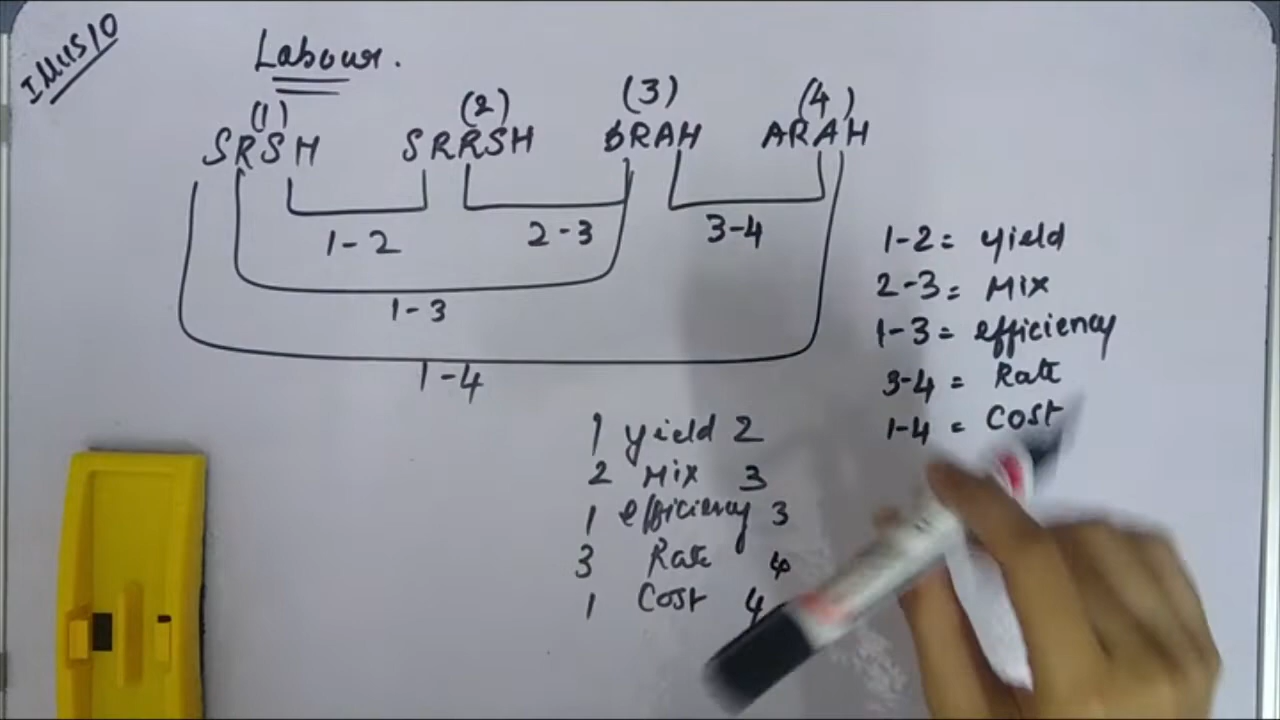 ILLUS 10
Labour.
(1) (2) (3) (4)
SRSH SRRSH BRAH ARAH
1-2 2-3 3-4
1-3
1-4
1-2 = yield
2-3 = Mix
1-3 = efficiency
3-4 = Rate
1-4 = Cost
1 yield 2
2 Mix 3
1 efficiency 3
3 Rate 4
1 Cost 4